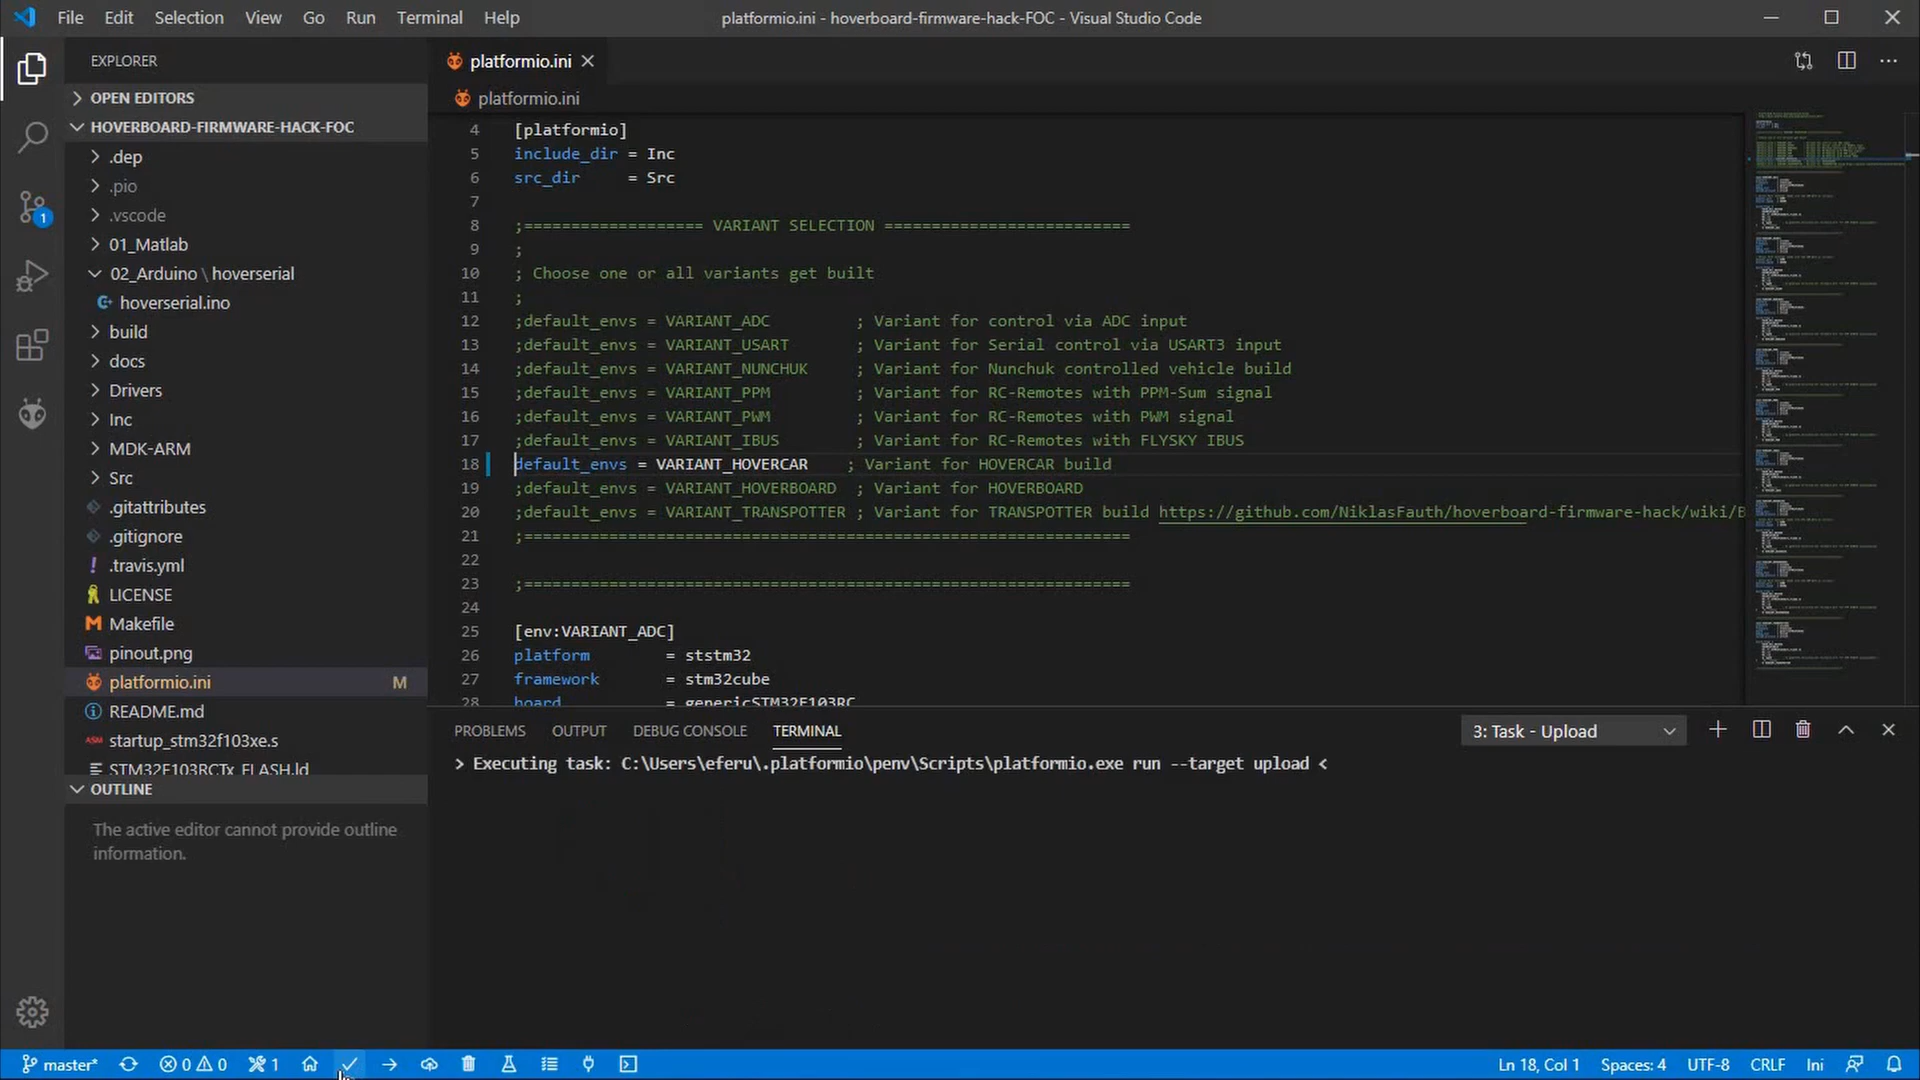 File Edit Selection View Go Run Terminal Help
platformio.ini - hoverboard-firmware-hack-FOC - Visual Studio Code
EXPLORER
OPEN EDITORS
HOVERBOARD-FIRMWARE-HACK-FOC
.dep
.pio
.vscode
01_Matlab
02_Arduino \ hoverserial
hoverserial.ino
build
docs
Drivers
Inc
MDK-ARM
Src
.gitattributes
.gitignore
.travis.yml
LICENSE
Makefile
pinout.png
platformio.ini M
README.md
startup_stm32f103xe.s
STM32F103RCTx_FLASH.ld
OUTLINE
The active editor cannot provide outline
information.
1
platformio.ini
platformio.ini
4 [platformio]
5 include_dir = Inc
6 src_dir     = Src
7
8 ;=================== VARIANT SELECTION ==========================
9 ;
10 ; Choose one or all variants get built
11 ;
12 ;default_envs = VARIANT_ADC         ; Variant for control via ADC input
13 ;default_envs = VARIANT_USART       ; Variant for Serial control via USART3 input
14 ;default_envs = VARIANT_NUNCHUK     ; Variant for Nunchuk controlled vehicle build
15 ;default_envs = VARIANT_PPM         ; Variant for RC-Remotes with PPM-Sum signal
16 ;default_envs = VARIANT_PWM         ; Variant for RC-Remotes with PWM signal
17 ;default_envs = VARIANT_IBUS        ; Variant for RC-Remotes with FLYSKY IBUS
18 default_envs = VARIANT_HOVERCAR    ; Variant for HOVERCAR build
19 ;default_envs = VARIANT_HOVERBOARD  ; Variant for HOVERBOARD
20 ;default_envs = VARIANT_TRANSPOTTER ; Variant for TRANSPOTTER build https://github.com/NiklasFauth/hoverboard-firmware-hack/wiki/B
21 ;================================================================
22
23 ;================================================================
24
25 [env:VARIANT_ADC]
26 platform        = ststm32
27 framework       = stm32cube
28 board           = genericSTM32F103RC
PROBLEMS OUTPUT DEBUG CONSOLE TERMINAL 3: Task - Upload
> Executing task: C:\Users\eferu\.platformio\penv\Scripts\platformio.exe run --target upload <
master* 0 0 1 Ln 18, Col 1 Spaces: 4 UTF-8 CRLF Ini